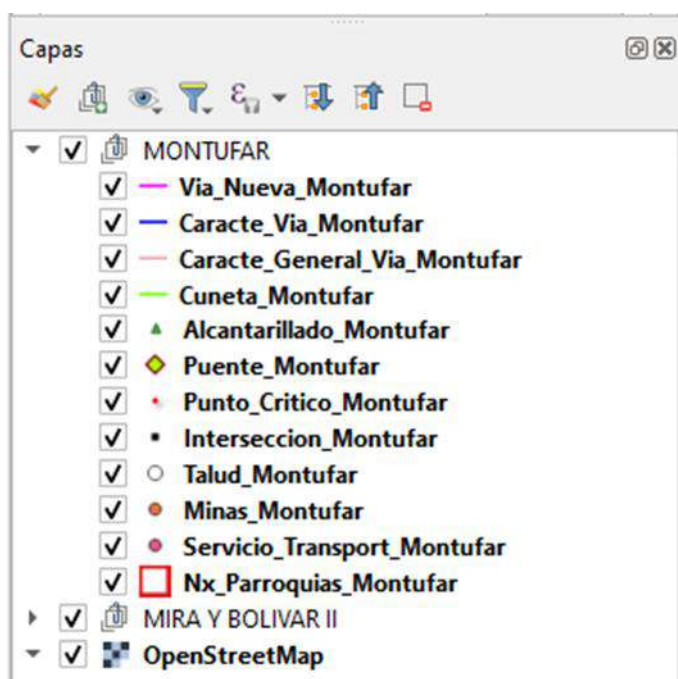 Capas
MONTUFAR
Via_Nueva_Montufar
Caracte_Via_Montufar
Caracte_General_Via_Montufar
Cuneta_Montufar
Alcantarillado_Montufar
Puente_Montufar
Punto_Critico_Montufar
Interseccion_Montufar
Talud_Montufar
Minas_Montufar
Servicio_Transport_Montufar
Nx_Parroquias_Montufar
MIRA Y BOLIVAR II
OpenStreetMap